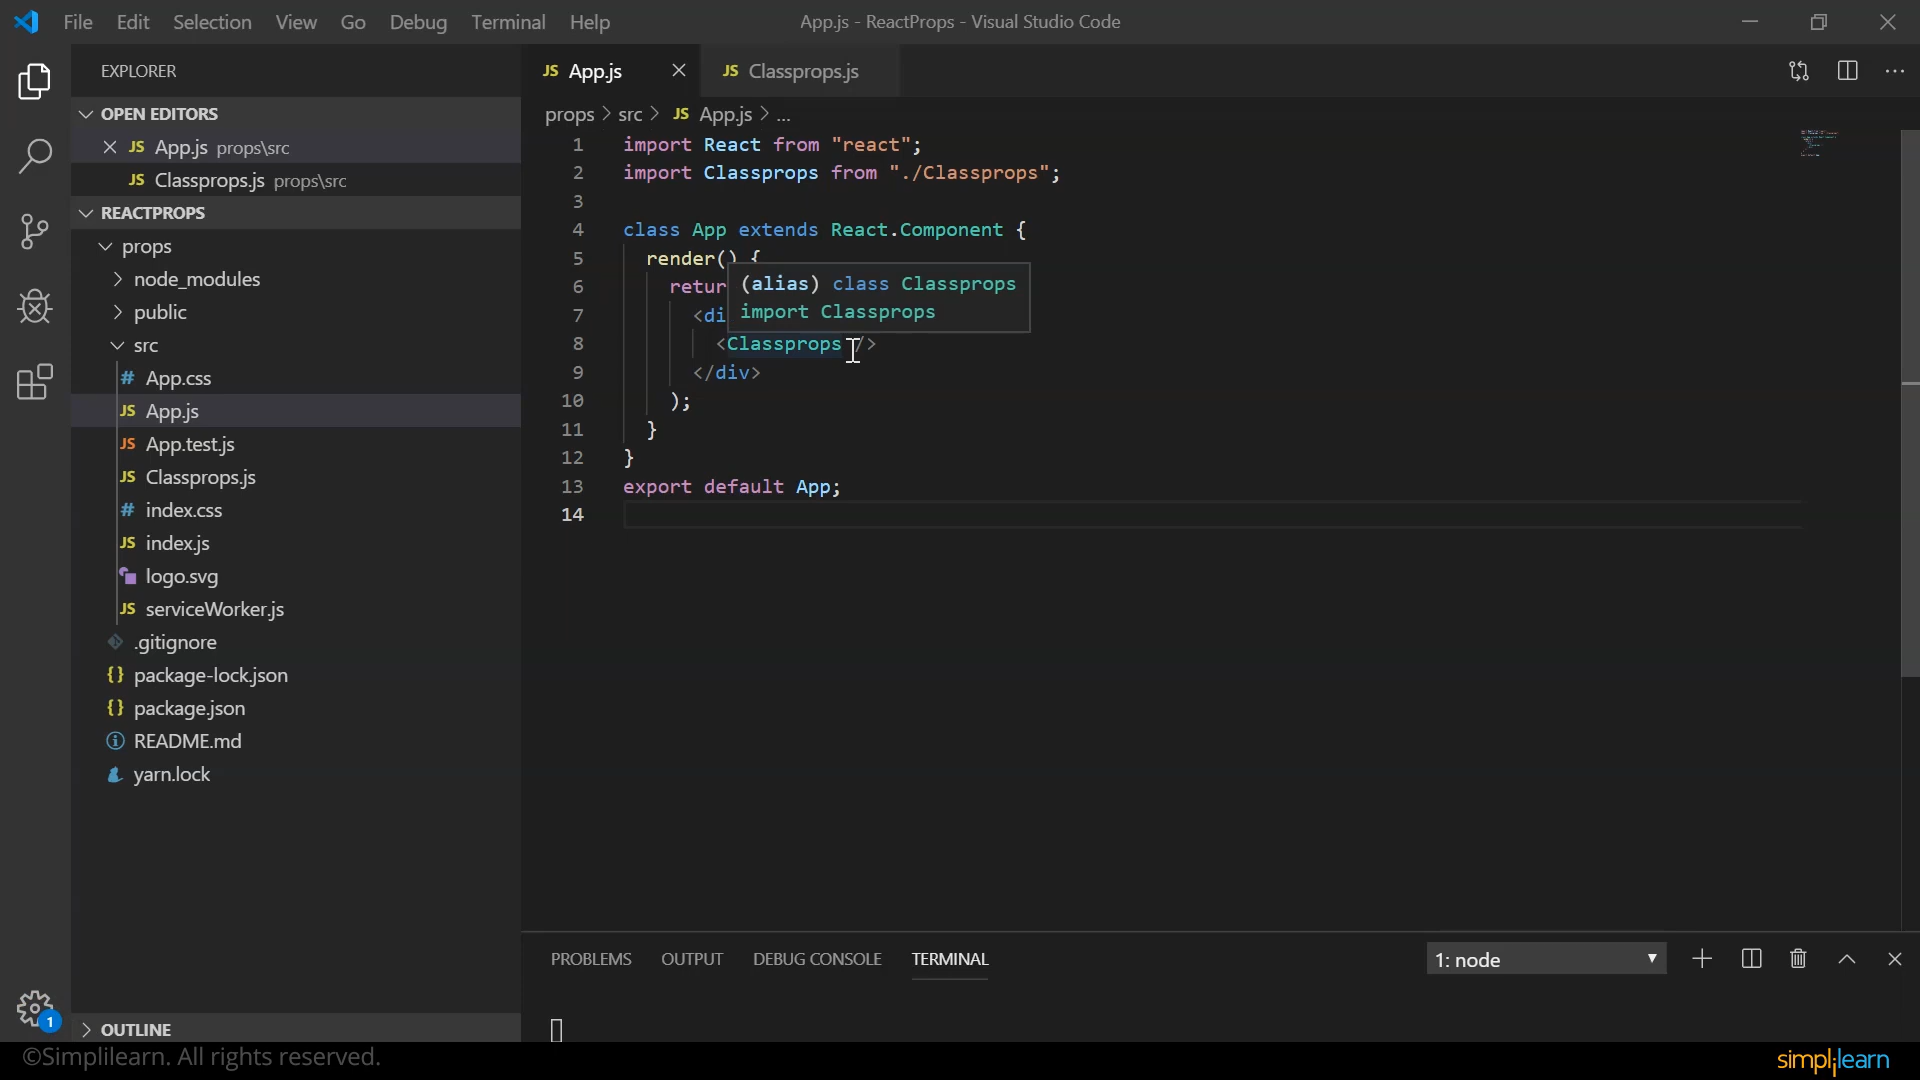 File Edit Selection View Go Debug Terminal Help
App.js - ReactProps - Visual Studio Code
EXPLORER
OPEN EDITORS
JS App.js props\src
JS Classprops.js props\src
REACTPROPS
props
node_modules
public
src
# App.css
JS App.js
JS App.test.js
JS Classprops.js
# index.css
JS index.js
logo.svg
JS serviceWorker.js
.gitignore
{} package-lock.json
{} package.json
README.md
yarn.lock
OUTLINE
1
JS App.js
JS Classprops.js
props > src > JS App.js > ...
1 import React from "react";
2 import Classprops from "./Classprops";
3
4 class App extends React.Component {
5 render() {
6 retur
7 <di
(alias) class Classprops
import Classprops
8 <Classprops />
9 </div>
10 );
11 }
12 }
13 export default App;
14
PROBLEMS OUTPUT DEBUG CONSOLE TERMINAL
1: node
©Simplilearn. All rights reserved.
simplilearn